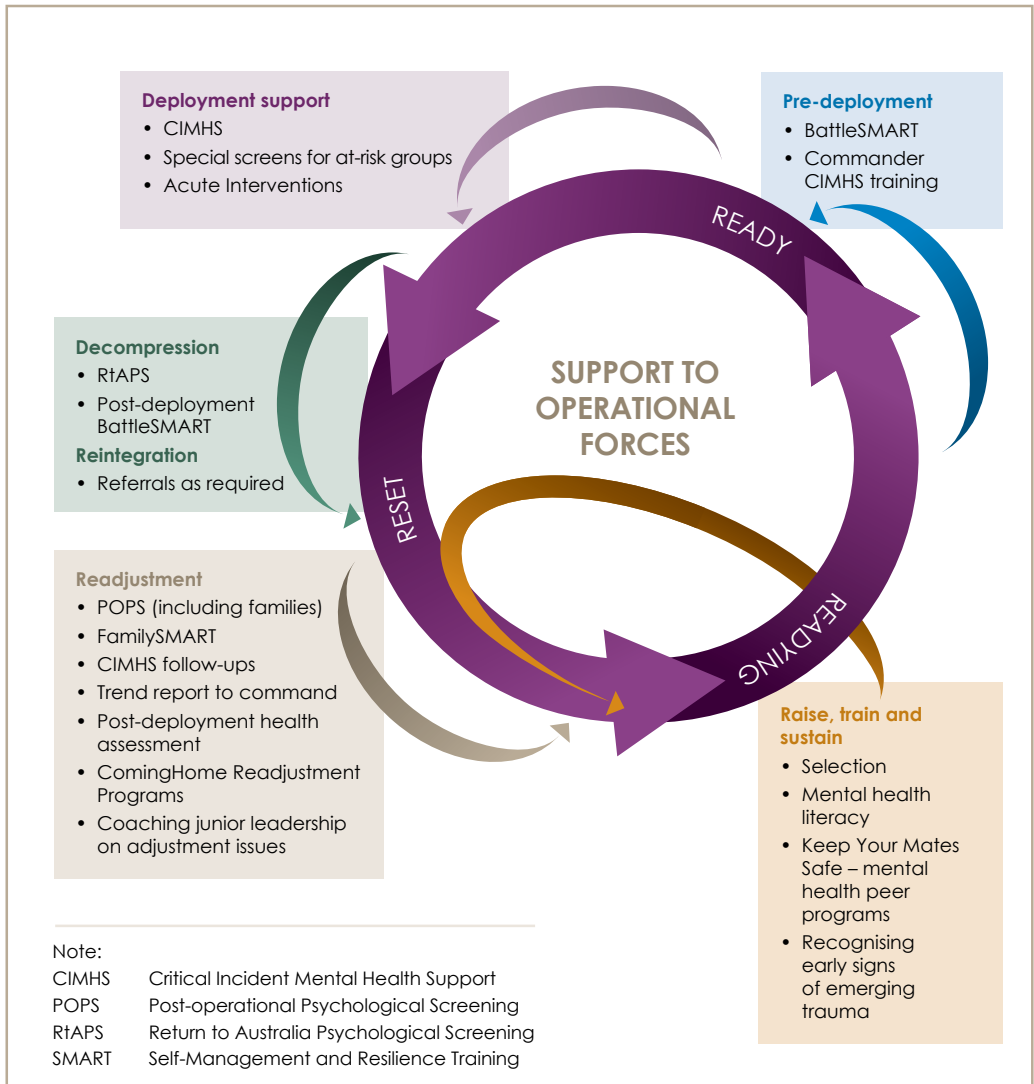 Deployment support
• CIMHS
• Special screens for at-risk groups
• Acute Interventions
Pre-deployment
• BattleSMART
• Commander
CIMHS training
READY
Decompression
• RtAPS
• Post-deployment
BattleSMART
Reintegration
• Referrals as required
SUPPORT TO
OPERATIONAL
FORCES
RESET
READYING
Readjustment
• POPS (including families)
• FamilySMART
• CIMHS follow-ups
• Trend report to command
• Post-deployment health
assessment
• ComingHome Readjustment
Programs
• Coaching junior leadership
on adjustment issues
Raise, train and
sustain
• Selection
• Mental health
literacy
• Keep Your Mates
Safe – mental
health peer
programs
• Recognising
early signs
of emerging
trauma
Note:
CIMHS Critical Incident Mental Health Support
POPS Post-operational Psychological Screening
RtAPS Return to Australia Psychological Screening
SMART Self-Management and Resilience Training